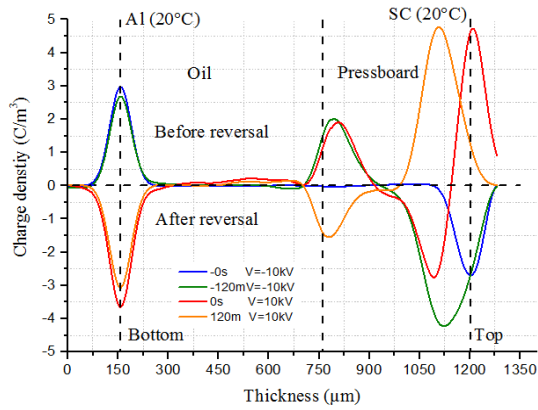 Al (20°C)
SC (20°C)
5
4
3
2
1
0
-1
-2
-3
-4
-5
Charge denstiy (C/m³)
Oil
Pressboard
Before reversal
After reversal
-0s V=-10kV
-120mV=-10kV
0s V=10kV
120m V=10kV
Bottom
Top
0 150 300 450 600 750 900 1050 1200 1350
Thickness (µm)